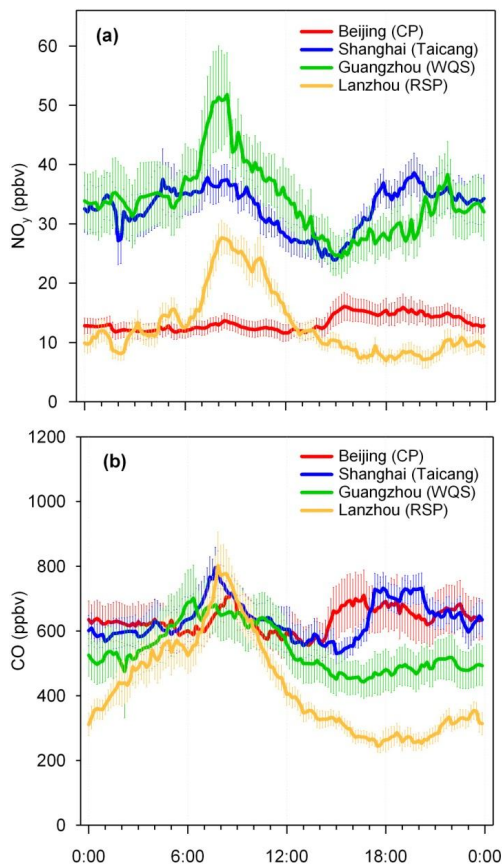 (a)
Beijing (CP)
Shanghai (Taicang)
Guangzhou (WQS)
Lanzhou (RSP)
NOy (ppbv)
60
50
40
30
20
10
0
(b)
Beijing (CP)
Shanghai (Taicang)
Guangzhou (WQS)
Lanzhou (RSP)
CO (ppbv)
1200
1000
800
600
400
200
0
0:00 6:00 12:00 18:00 0:00